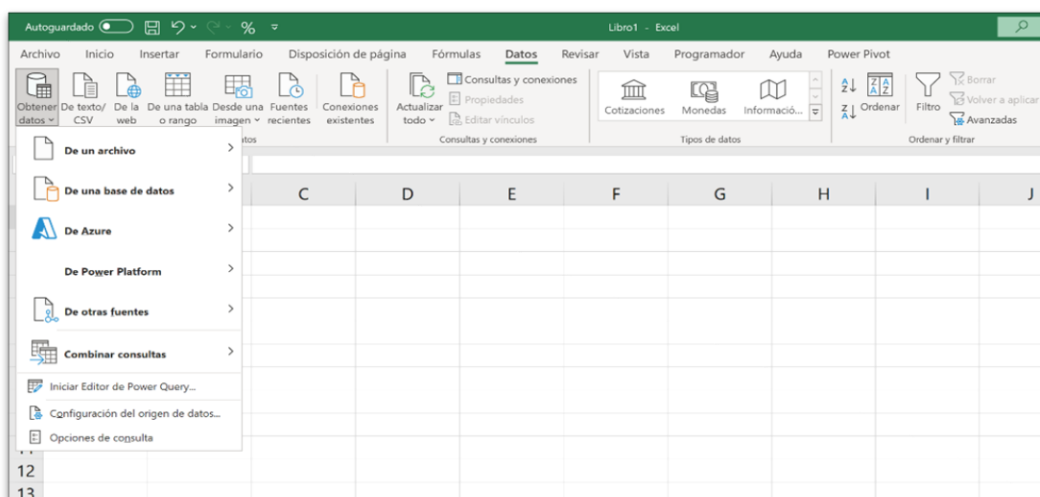 Autoguardado
Libro1 - Excel
Archivo Inicio Insertar Formulario Disposición de página Fórmulas Datos Revisar Vista Programador Ayuda Power Pivot
Obtener datos
De texto/ CSV
De la web
De una tabla o rango
Desde una imagen
Fuentes recientes
Conexiones existentes
Actualizar todo
Consultas y conexiones
Propiedades
Editar vínculos
Cotizaciones
Monedas
Informació...
Ordenar
Filtro
Borrar
Volver a aplicar
Avanzadas
Consultas y conexiones
Tipos de datos
Ordenar y filtrar
De un archivo
De una base de datos
De Azure
De Power Platform
De otras fuentes
Combinar consultas
Iniciar Editor de Power Query...
Configuración del origen de datos...
Opciones de consulta
C D E F G H I J
12
13